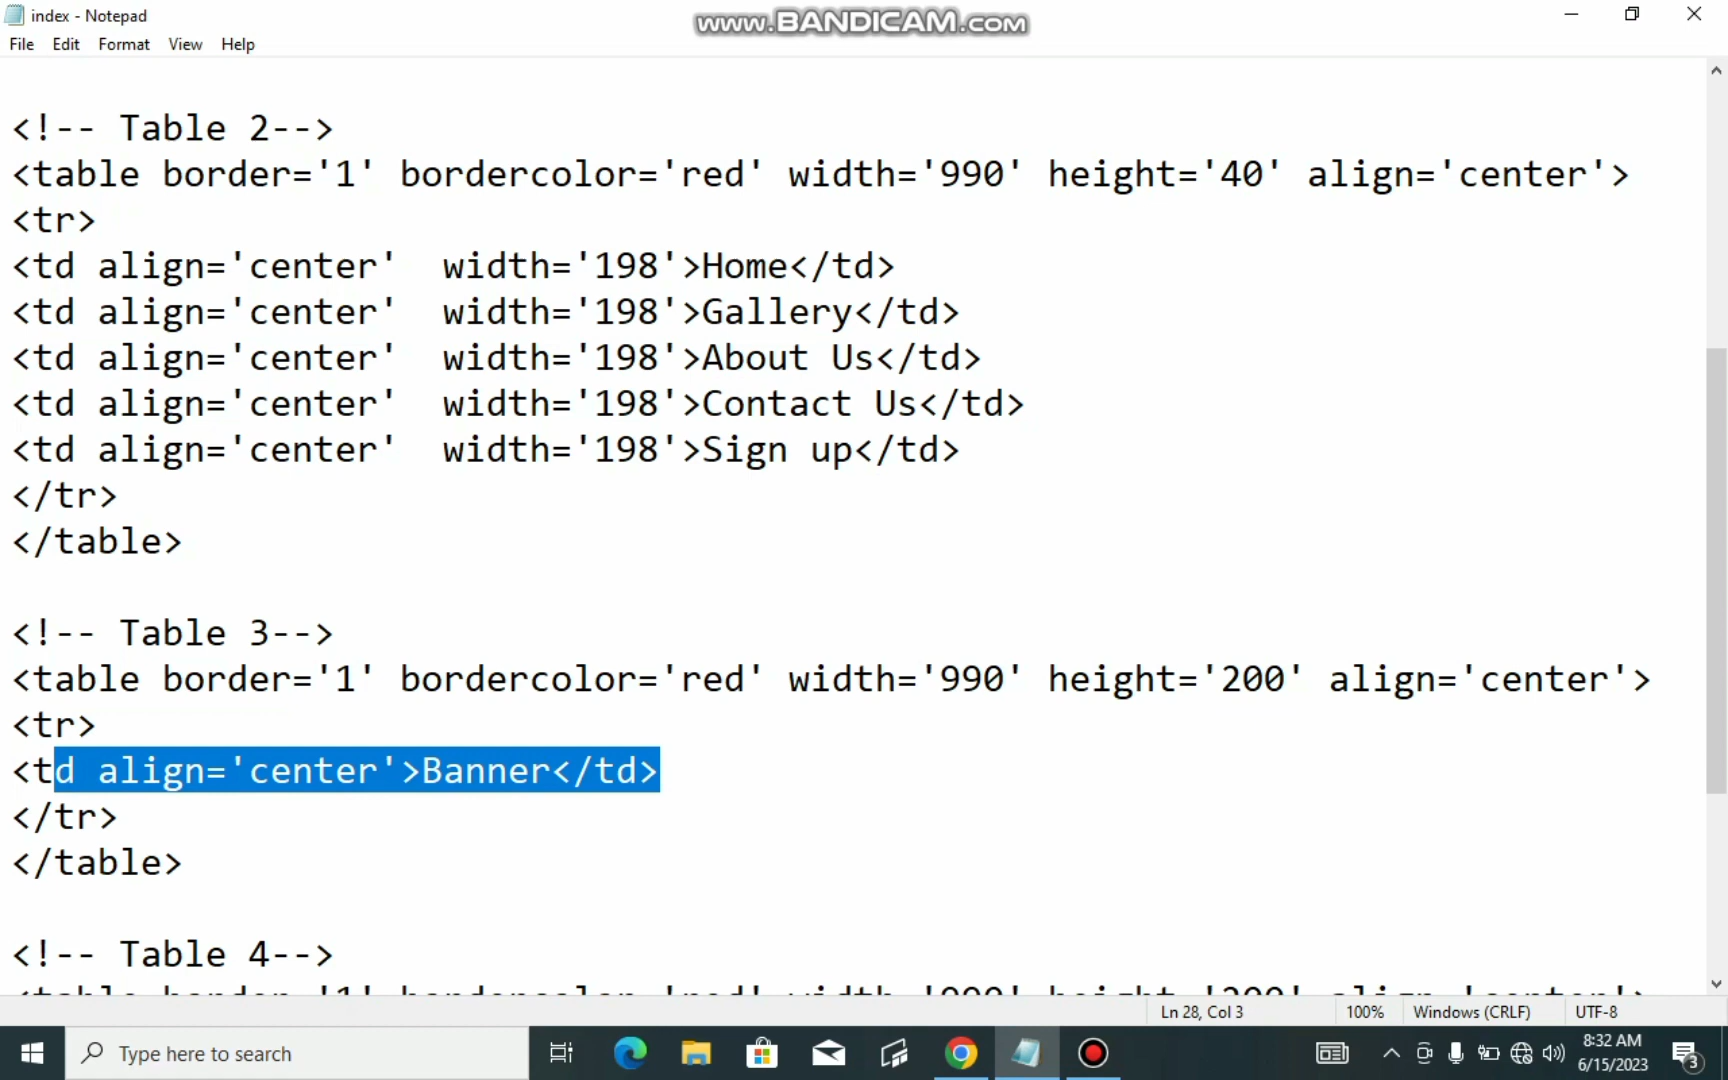 index - Notepad
www.BANDICAM.com
File Edit Format View Help
<!-- Table 2-->
<table border='1' bordercolor='red' width='990' height='40' align='center'>
<tr>
<td align='center'  width='198'>Home</td>
<td align='center'  width='198'>Gallery</td>
<td align='center'  width='198'>About Us</td>
<td align='center'  width='198'>Contact Us</td>
<td align='center'  width='198'>Sign up</td>
</tr>
</table>
<!-- Table 3-->
<table border='1' bordercolor='red' width='990' height='200' align='center'>
<tr>
<td align='center'>Banner</td>
</tr>
</table>
<!-- Table 4-->
Ln 28, Col 3 100% Windows (CRLF) UTF-8
Type here to search
8:32 AM
6/15/2023
3